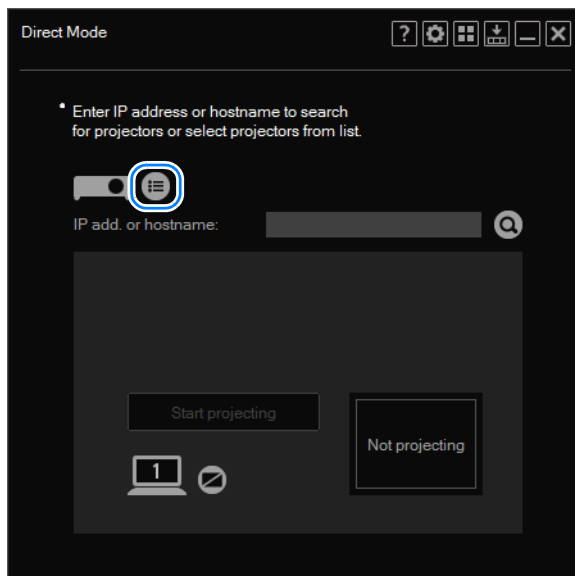 Direct Mode
?
Enter IP address or hostname to search
for projectors or select projectors from list.
IP add. or hostname:
Start projecting
Not projecting
1